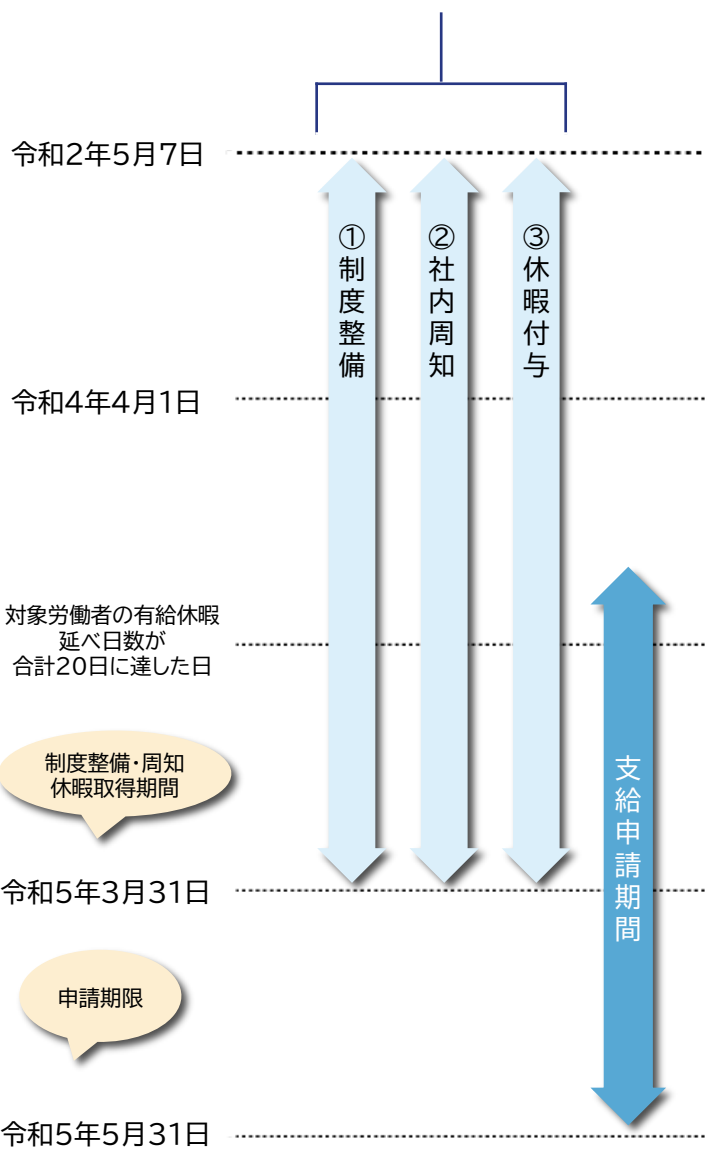 令和2年5月7日
①制度整備
②社内周知
③休暇付与
令和4年4月1日
対象労働者の有給休暇
延べ日数が
合計20日に達した日
制度整備・周知
休暇取得期間
支給申請期間
令和5年3月31日
申請期限
令和5年5月31日